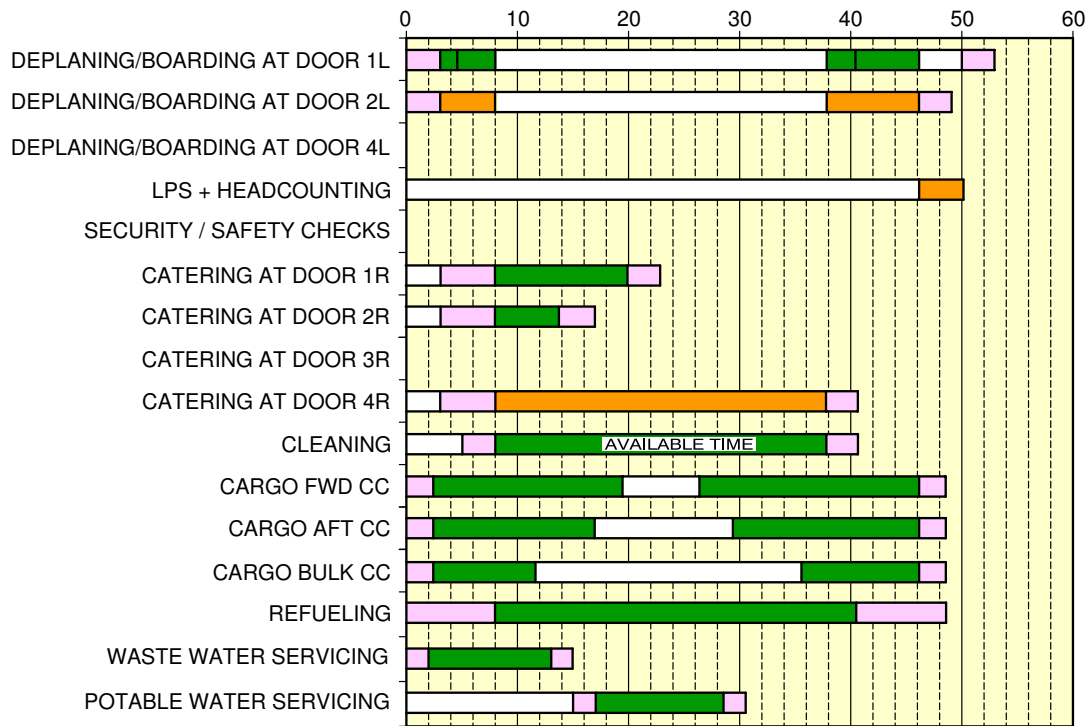 0 10 20 30 40 50 60
DEPLANING/BOARDING AT DOOR 1L
DEPLANING/BOARDING AT DOOR 2L
DEPLANING/BOARDING AT DOOR 4L
LPS + HEADCOUNTING
SECURITY / SAFETY CHECKS
CATERING AT DOOR 1R
CATERING AT DOOR 2R
CATERING AT DOOR 3R
CATERING AT DOOR 4R
CLEANING AVAILABLE TIME
CARGO FWD CC
CARGO AFT CC
CARGO BULK CC
REFUELING
WASTE WATER SERVICING
POTABLE WATER SERVICING